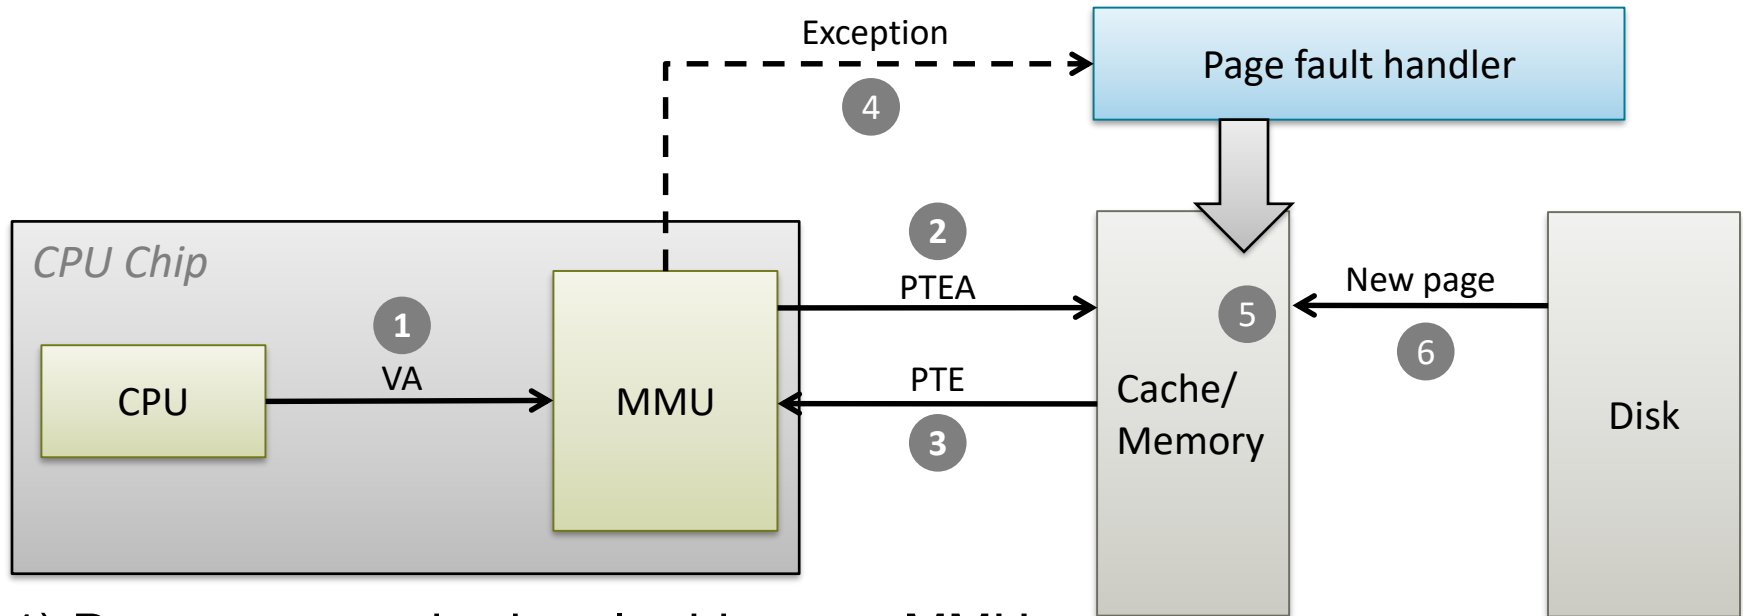 Exception
Page fault handler
4
CPU Chip
2
PTEA
New page
1
5
6
VA
CPU
MMU
PTE
Cache/
Memory
Disk
3